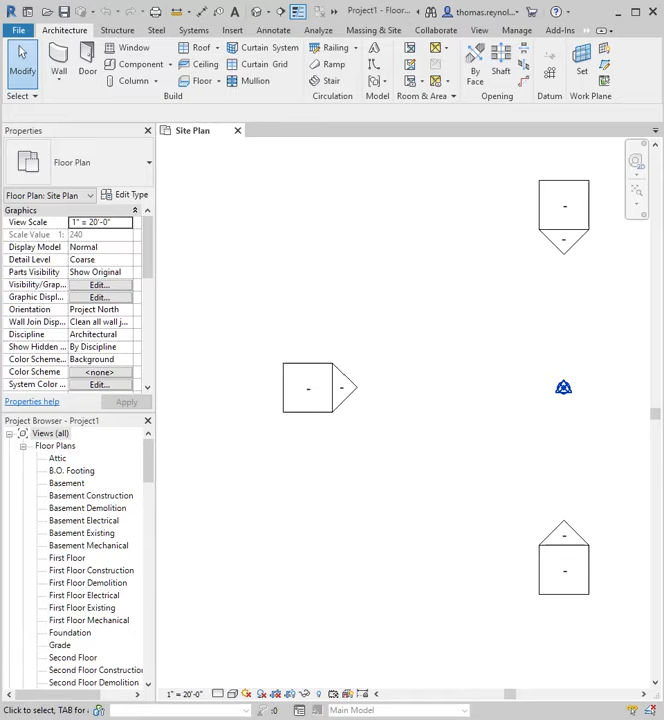 Project1 - Floor...
thomas.reynol...
File Architecture Structure Steel Systems Insert Annotate Analyze Massing & Site Collaborate View Manage Add-Ins
Modify
Wall
Door
Window
Component
Column
Roof
Ceiling
Floor
Curtain System
Curtain Grid
Mullion
Railing
Ramp
Stair
By
Face
Shaft
Set
Select Build Circulation Model Room & Area Opening Datum Work Plane
Properties
Site Plan
Floor Plan
Floor Plan: Site Plan
Edit Type
Graphics
View Scale 1" = 20'-0"
Scale Value 1: 240
Display Model Normal
Detail Level Coarse
Parts Visibility Show Original
Visibility/Grap... Edit...
Graphic Displ... Edit...
Orientation Project North
Wall Join Disp... Clean all wall j...
Discipline Architectural
Show Hidden ... By Discipline
Color Scheme... Background
Color Scheme <none>
System Color ... Edit...
Properties help
Apply
Project Browser - Project1
Views (all)
Floor Plans
Attic
B.O. Footing
Basement
Basement Construction
Basement Demolition
Basement Electrical
Basement Existing
Basement Mechanical
First Floor
First Floor Construction
First Floor Demolition
First Floor Electrical
First Floor Existing
First Floor Mechanical
Foundation
Grade
Second Floor
Second Floor Constructio
Second Floor Demolition
1" = 20'-0"
Click to select, TAB for a
:0
Main Model